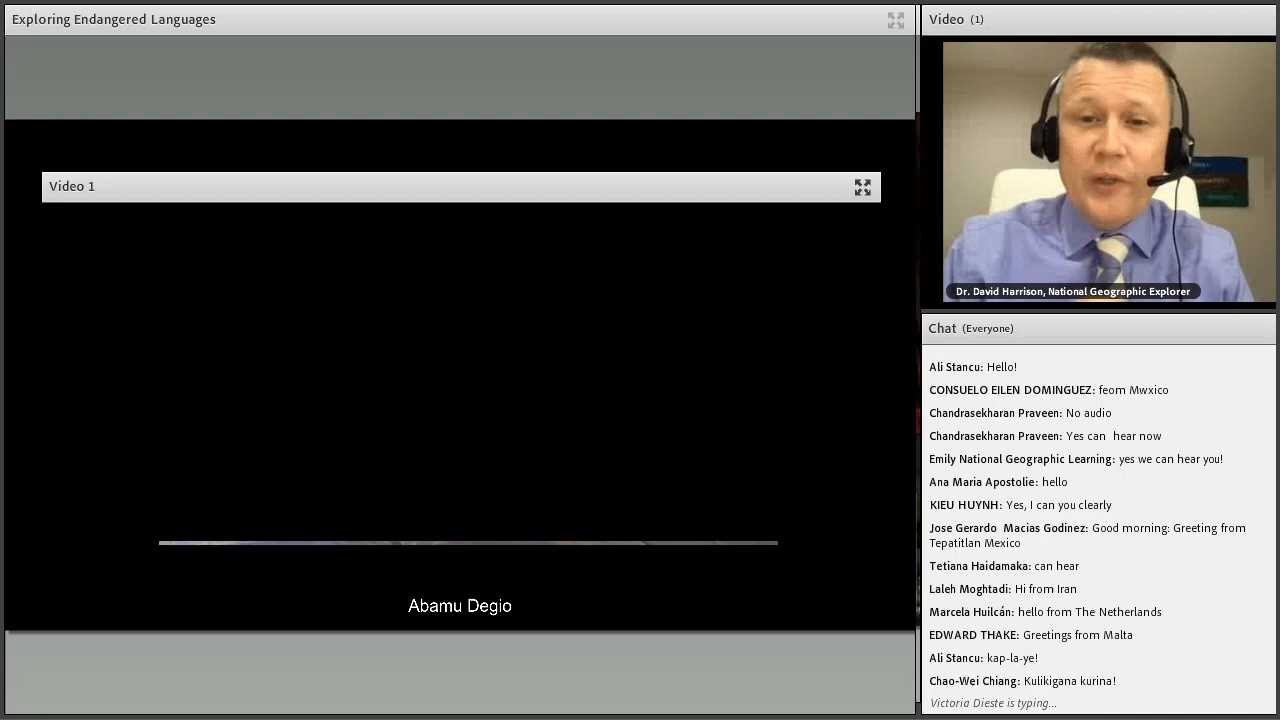 Exploring Endangered Languages
Video 1
Abamu Degio
Video (1)
Dr. David Harrison, National Geographic Explorer
Chat (Everyone)
Ali Stancu: Hello!
CONSUELO EILEN DOMINGUEZ: feom Mwxico
Chandrasekharan Praveen: No audio
Chandrasekharan Praveen: Yes can  hear now
Emily National Geographic Learning: yes we can hear you!
Ana Maria Apostolie: hello
KIEU HUYNH: Yes, I can you clearly
Jose Gerardo  Macias Godinez: Good morning: Greeting from
Tepatitlan Mexico
Tetiana Haidamaka: can hear
Laleh Moghtadi: Hi from Iran
Marcela Huilcán: hello from The Netherlands
EDWARD THAKE: Greetings from Malta
Ali Stancu: kap-la-ye!
Chao-Wei Chiang: Kulikigana kurina!
Victoria Dieste is typing...